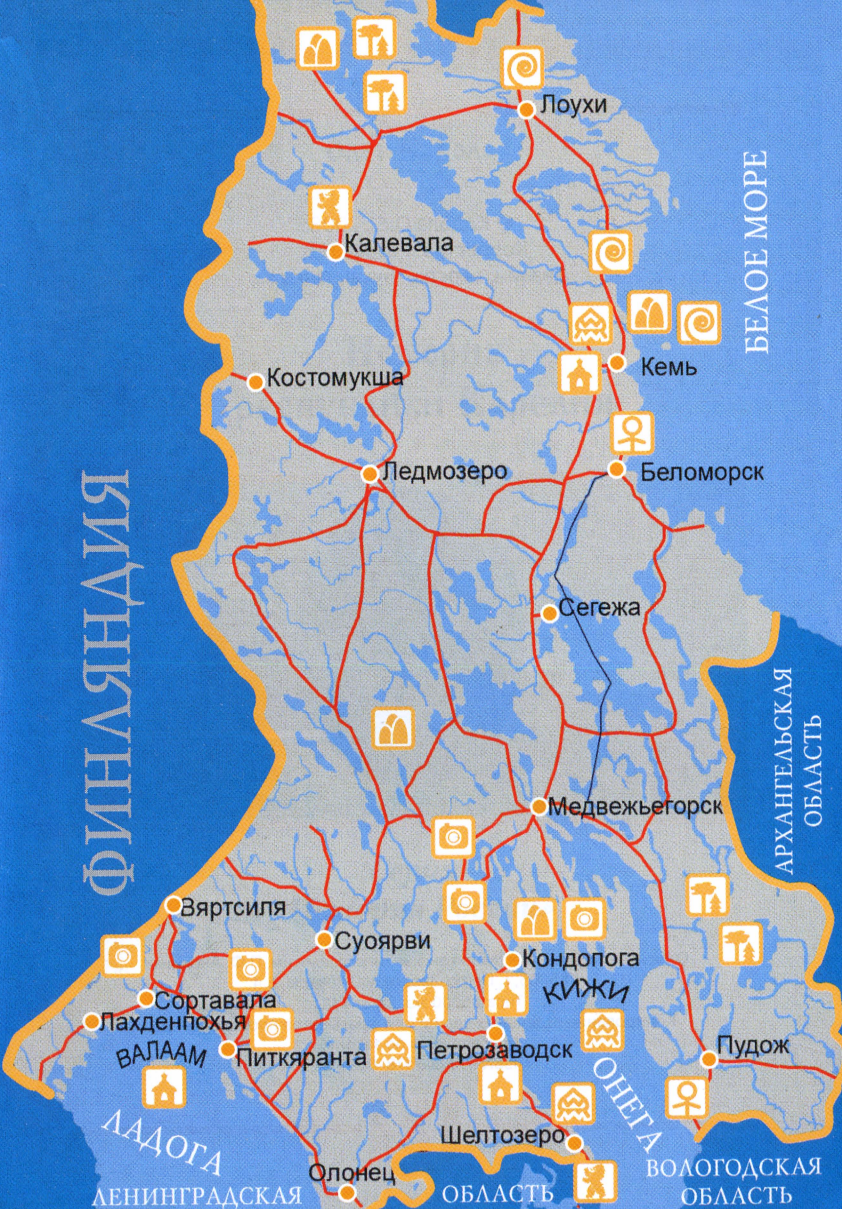 Лоухи
БЕЛОЕ МОРЕ
Калевала
Кемь
Костомукша
Ледмозеро
Беломорск
ФИНЛЯНДИЯ
Сегежа
АРХАНГЕЛЬСКАЯ
ОБЛАСТЬ
Медвежьегорск
Вяртсиля
Суоярви
Кондопога
КИЖИ
Сортавала
Лахденпохья
ВАЛААМ
Питкяранта
Петрозаводск
Пудож
ОНЕГА
ЛАДОГА
Шелтозеро
Олонец
ЛЕНИНГРАДСКАЯ
ОБЛАСТЬ
ВОЛОГОДСКАЯ
ОБЛАСТЬ